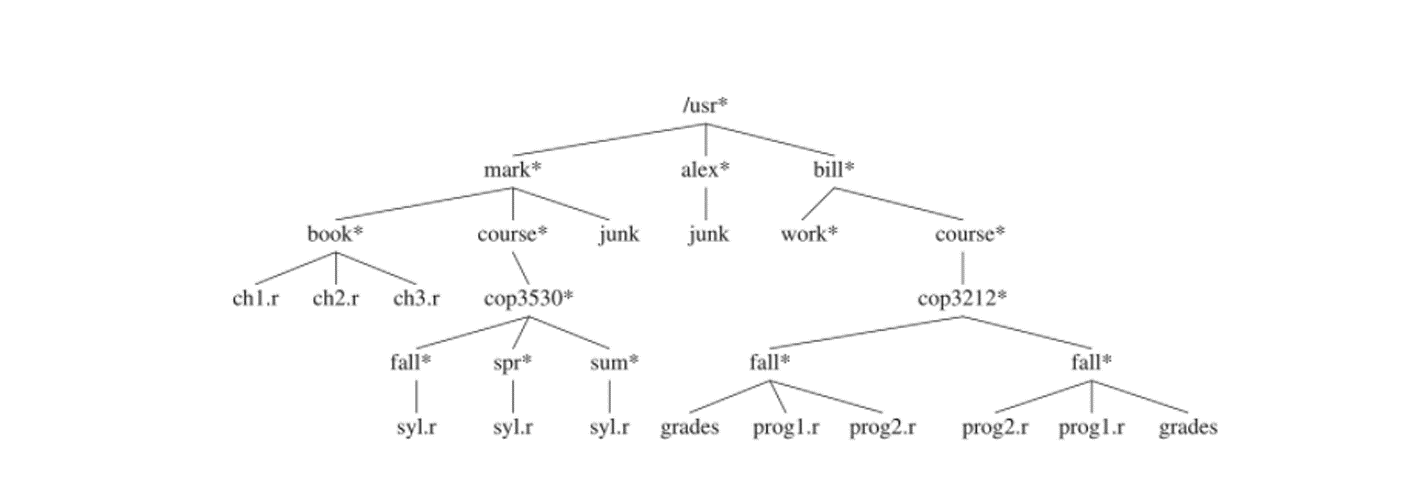 /usr*
mark* alex* bill*
book* course* junk junk work* course*
ch1.r ch2.r ch3.r cop3530* cop3212*
fall* spr* sum* fall* fall*
syl.r syl.r syl.r grades prog1.r prog2.r prog2.r prog1.r grades